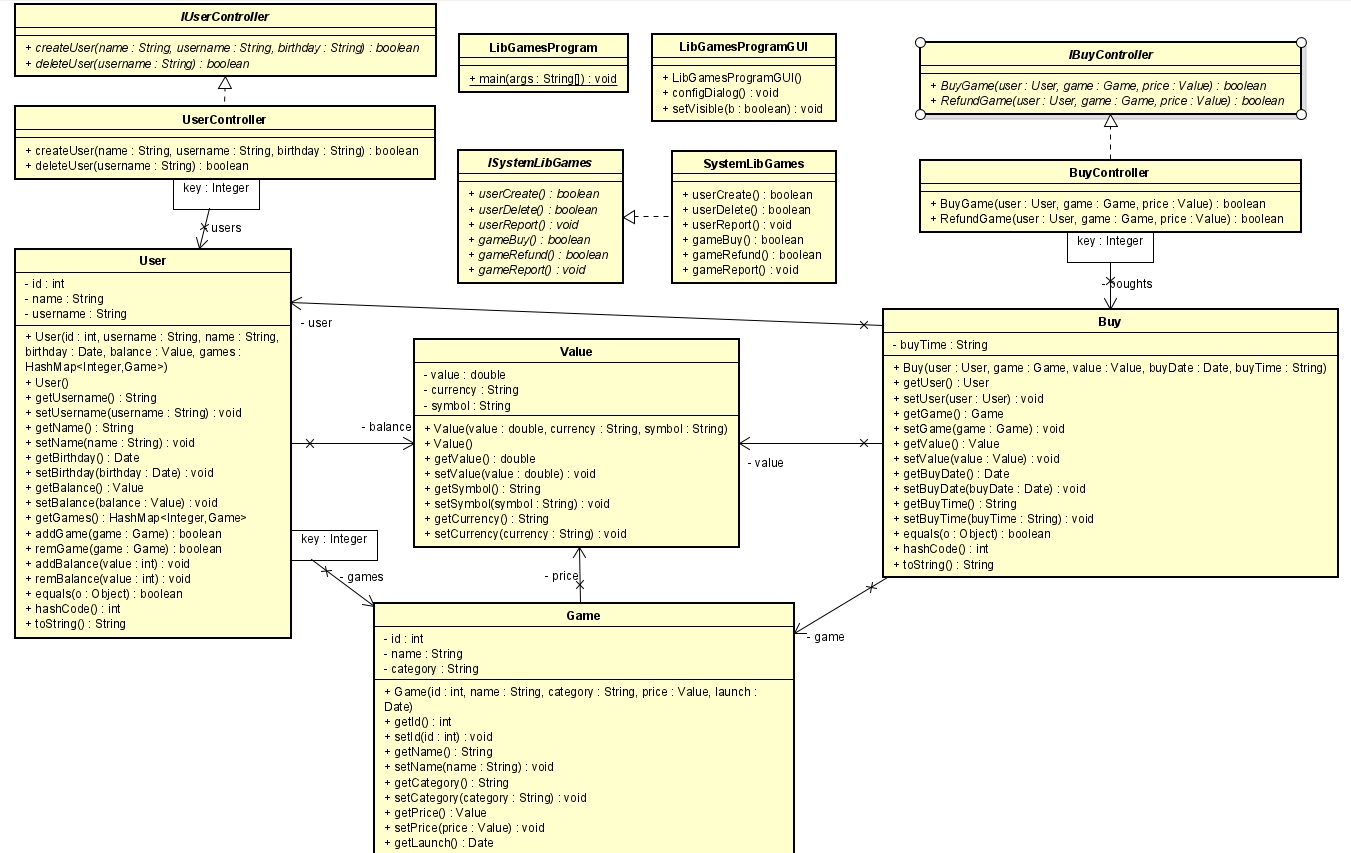 IUserController
+ createUser(name : String, username : String, birthday : String) : boolean
+ deleteUser(username : String) : boolean
UserController
+ createUser(name : String, username : String, birthday : String) : boolean
+ deleteUser(username : String) : boolean
key : Integer
users
LibGamesProgram
+ main(args : String[]) : void
LibGamesProgramGUI
+ LibGamesProgramGUI()
+ configDialog() : void
+ setVisible(b : boolean) : void
ISystemLibGames
+ userCreate() : boolean
+ userDelete() : boolean
+ userReport() : void
+ gameBuy() : boolean
+ gameRefund() : boolean
+ gameReport() : void
SystemLibGames
+ userCreate() : boolean
+ userDelete() : boolean
+ userReport() : void
+ gameBuy() : boolean
+ gameRefund() : boolean
+ gameReport() : void
IBuyController
+ BuyGame(user : User, game : Game, price : Value) : boolean
+ RefundGame(user : User, game : Game, price : Value) : boolean
BuyController
+ BuyGame(user : User, game : Game, price : Value) : boolean
+ RefundGame(user : User, game : Game, price : Value) : boolean
key : Integer
- boughts
User
- id : int
- name : String
- username : String
+ User(id : int, username : String, name : String,
birthday : Date, balance : Value, games :
HashMap<Integer,Game>)
+ User()
+ getUsername() : String
+ setUsername(username : String) : void
+ getName() : String
+ setName(name : String) : void
+ getBirthday() : Date
+ setBirthday(birthday : Date) : void
+ getBalance() : Value
+ setBalance(balance : Value) : void
+ getGames() : HashMap<Integer,Game>
+ addGame(game : Game) : boolean
+ remGame(game : Game) : boolean
+ addBalance(value : int) : void
+ remBalance(value : int) : void
+ equals(o : Object) : boolean
+ hashCode() : int
+ toString() : String
- user
- balance
key : Integer
- games
Value
- value : double
- currency : String
- symbol : String
+ Value(value : double, currency : String, symbol : String)
+ Value()
+ getValue() : double
+ setValue(value : double) : void
+ getSymbol() : String
+ setSymbol(symbol : String) : void
+ getCurrency() : String
+ setCurrency(currency : String) : void
- value
- price
Buy
- buyTime : String
+ Buy(user : User, game : Game, value : Value, buyDate : Date, buyTime : String)
+ getUser() : User
+ setUser(user : User) : void
+ getGame() : Game
+ setGame(game : Game) : void
+ getValue() : Value
+ setValue(value : Value) : void
+ getBuyDate() : Date
+ setBuyDate(buyDate : Date) : void
+ getBuyTime() : String
+ setBuyTime(buyTime : String) : void
+ equals(o : Object) : boolean
+ hashCode() : int
+ toString() : String
- game
Game
- id : int
- name : String
- category : String
+ Game(id : int, name : String, category : String, price : Value, launch :
Date)
+ getId() : int
+ setId(id : int) : void
+ getName() : String
+ setName(name : String) : void
+ getCategory() : String
+ setCategory(category : String) : void
+ getPrice() : Value
+ setPrice(price : Value) : void
+ getLaunch() : Date